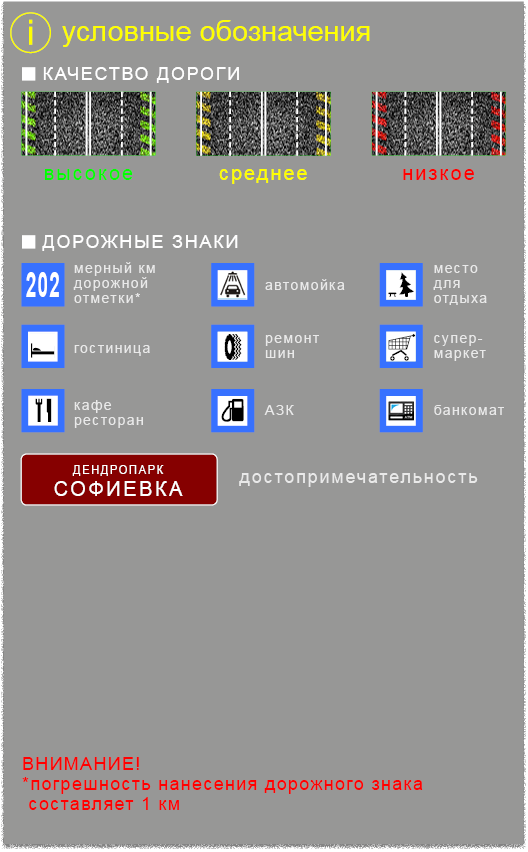 i условные обозначения
КАЧЕСТВО ДОРОГИ
высокое среднее низкое
ДОРОЖНЫЕ ЗНАКИ
202 мерный км
дорожной
отметки*
автомойка
место
для
отдыха
гостиница
ремонт
шин
супер-
маркет
кафе
ресторан
АЗК
банкомат
ДЕНДРОПАРК
СОФИЕВКА
достопримечательность
ВНИМАНИЕ!
*погрешность нанесения дорожного знака
составляет 1 км